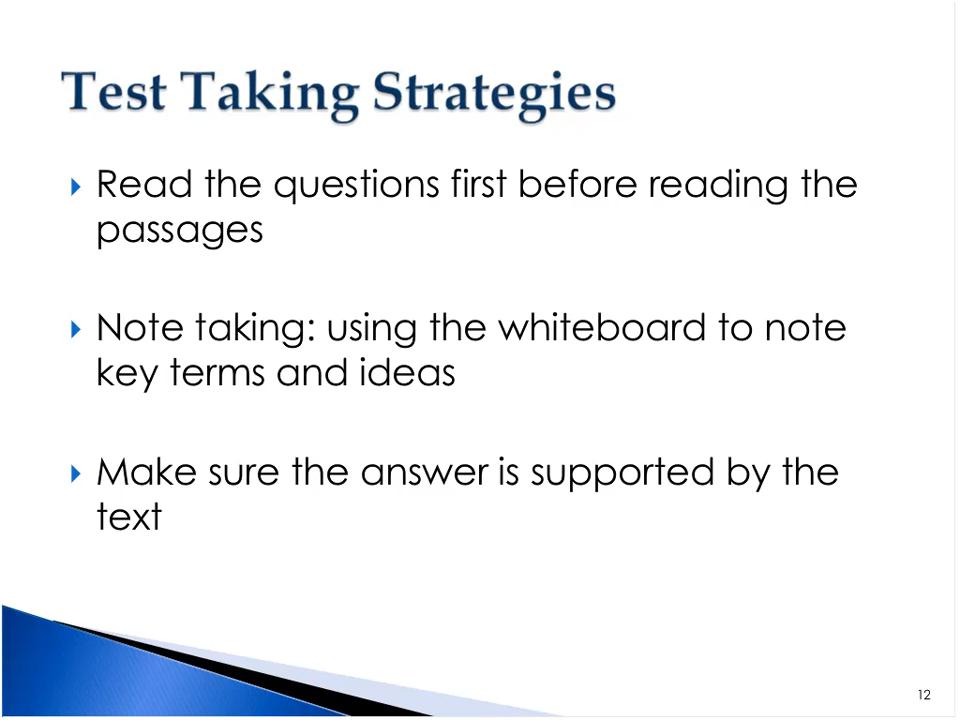 Test Taking Strategies
Read the questions first before reading the
passages
Note taking: using the whiteboard to note
key terms and ideas
Make sure the answer is supported by the
text
12